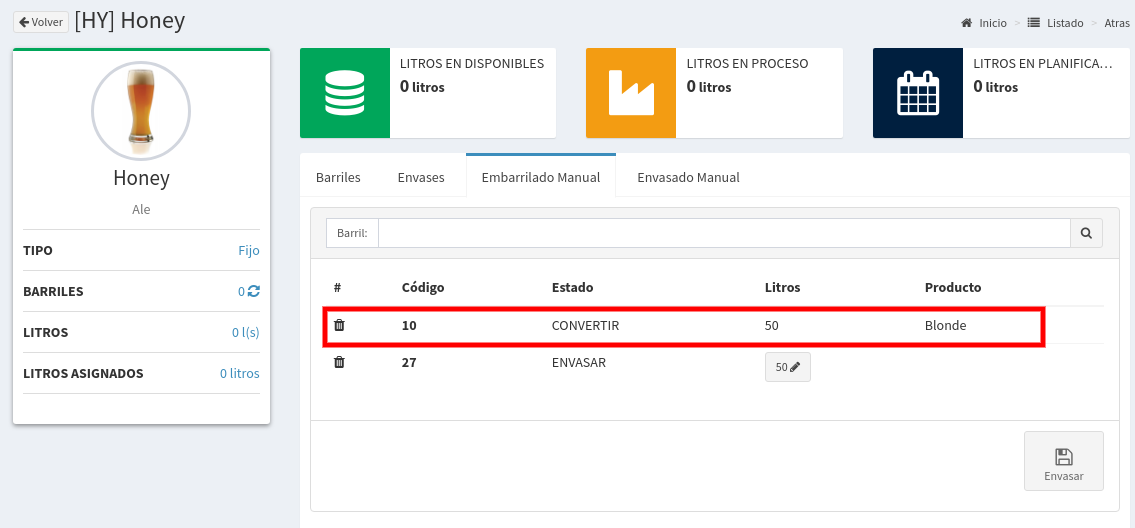 Volver [HY] Honey
Inicio > Listado > Atras
Honey
Ale
TIPO Fijo
BARRILES 0
LITROS 0 l(s)
LITROS ASIGNADOS 0 litros
LITROS EN DISPONIBLES
0 litros
LITROS EN PROCESO
0 litros
LITROS EN PLANIFICA...
0 litros
Barriles Envases Embarrilado Manual Envasado Manual
Barril:
# Código Estado Litros Producto
10 CONVERTIR 50 Blonde
27 ENVASAR 50
Envasar